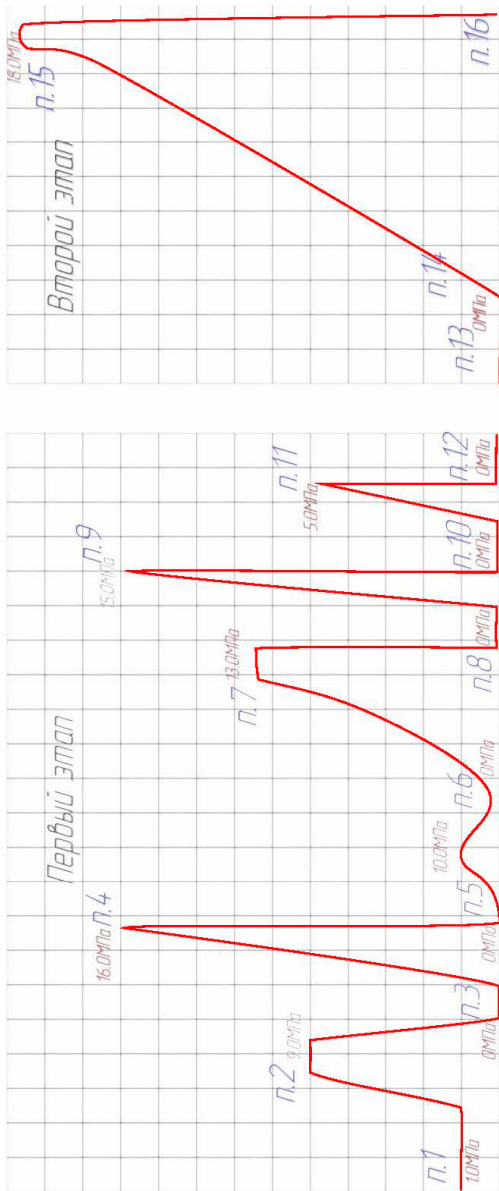 Первый этап
п.1
1.0МПа
п.2
9.0МПа
п.3
0МПа
16.0МПа
п.4
п.5
0МПа
10.0МПа
п.6
0МПа
п.7
13.0МПа
п.8
0МПа
15.0МПа
п.9
п.10
0МПа
5.0МПа
п.11
п.12
0МПа
Второй этап
п.13
0МПа
п.14
18.0МПа
п.15
п.16